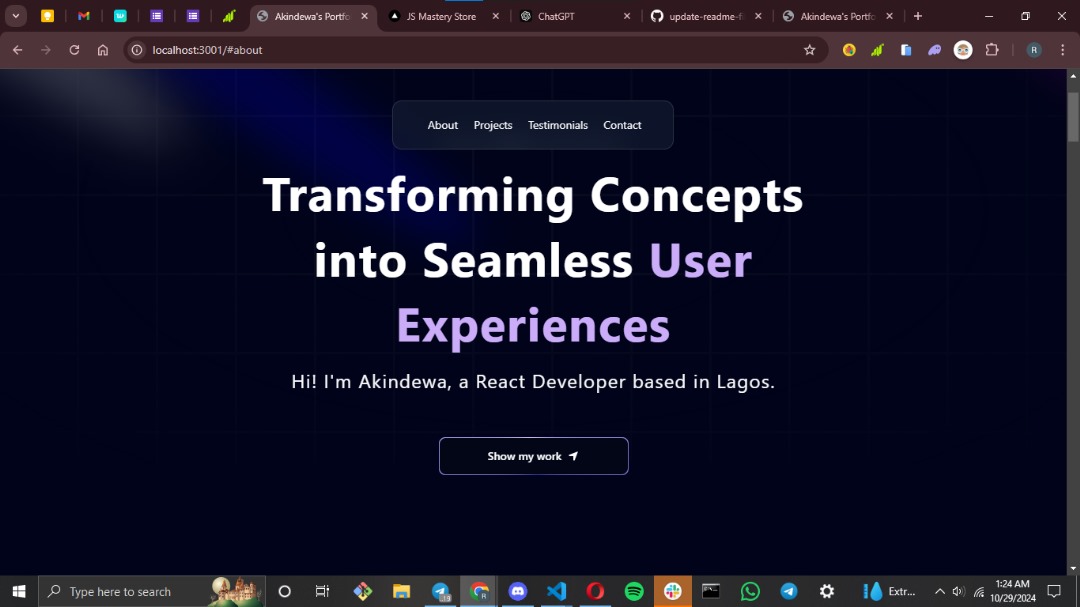 Akindewa's Portfo
JS Mastery Store
ChatGPT
update-readme-fi
Akindewa's Portfo
localhost:3001/#about
R
About
Projects
Testimonials
Contact
Transforming Concepts
into Seamless User
Experiences
Hi! I'm Akindewa, a React Developer based in Lagos.
Show my work
Type here to search
Extr...
1:24 AM
10/29/2024